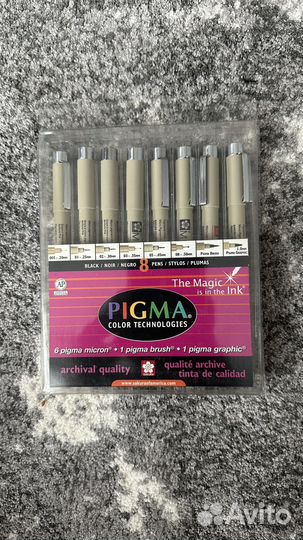 005-.20mm 01-.25mm 02-.30mm 03-.35mm 05-.45mm 08-.50mm Pigma Brush Pigma Graphic 1.0mm
BLACK / NOIR / NEGRO 8 PENS / STYLOS / PLUMAS
AP
The Magic
is in the Ink®
PIGMA®
COLOR TECHNOLOGIES
6 pigma micron® • 1 pigma brush® • 1 pigma graphic®
archival quality
qualité archive
tinta de calidad
www.sakuraofamerica.com
Avito